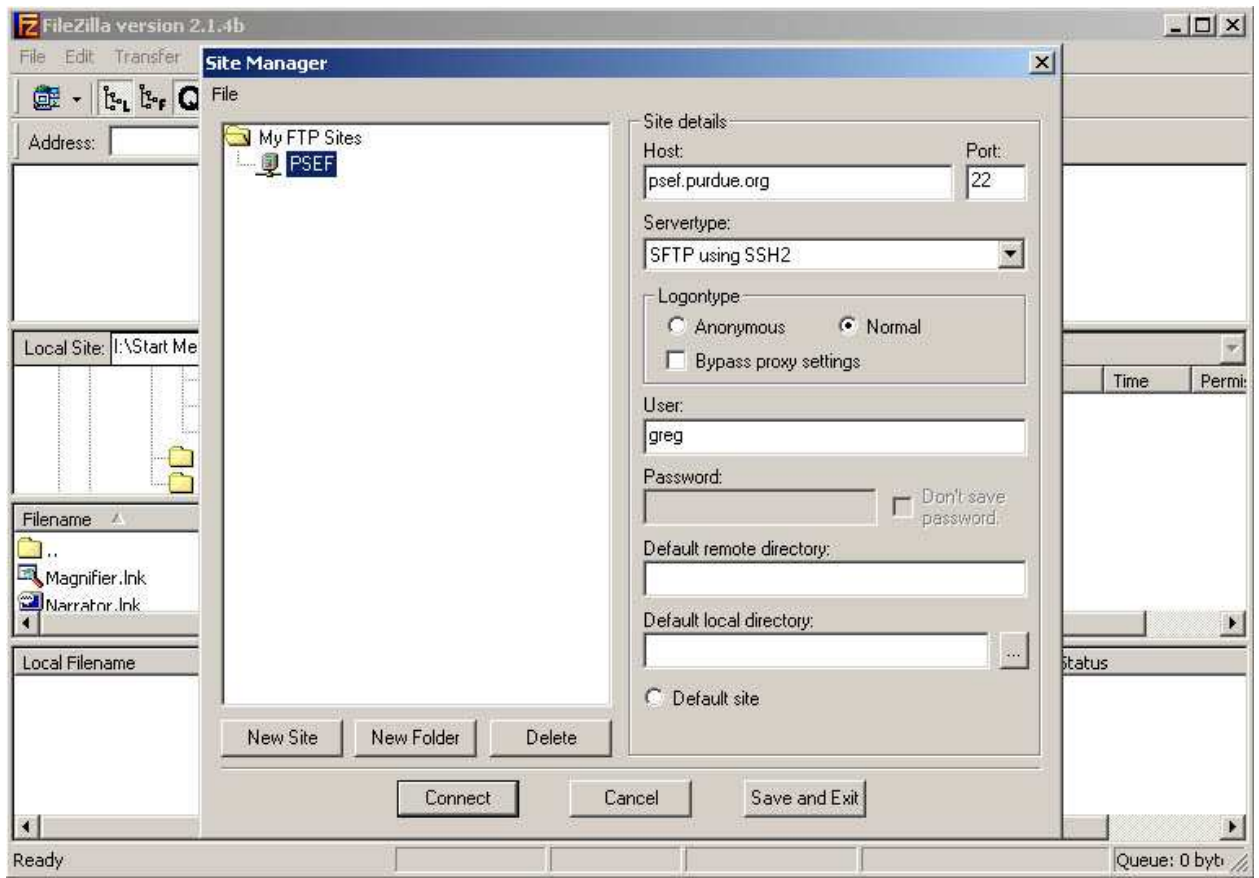 FileZilla version 2.1.4b
File Edit Transfer
Address:
Local Site: I:\Start Me
Filename
..
Magnifier.lnk
Narrator.lnk
Local Filename
Ready
Site Manager
File
My FTP Sites
PSEF
New Site New Folder Delete
Site details
Host: Port:
psef.purdue.org 22
Servertype:
SFTP using SSH2
Logontype
Anonymous Normal
Bypass proxy settings
User:
greg
Password:
Don't save
password.
Default remote directory:
Default local directory:
...
Default site
Connect Cancel Save and Exit
Time Permis
Status
Queue: 0 byt